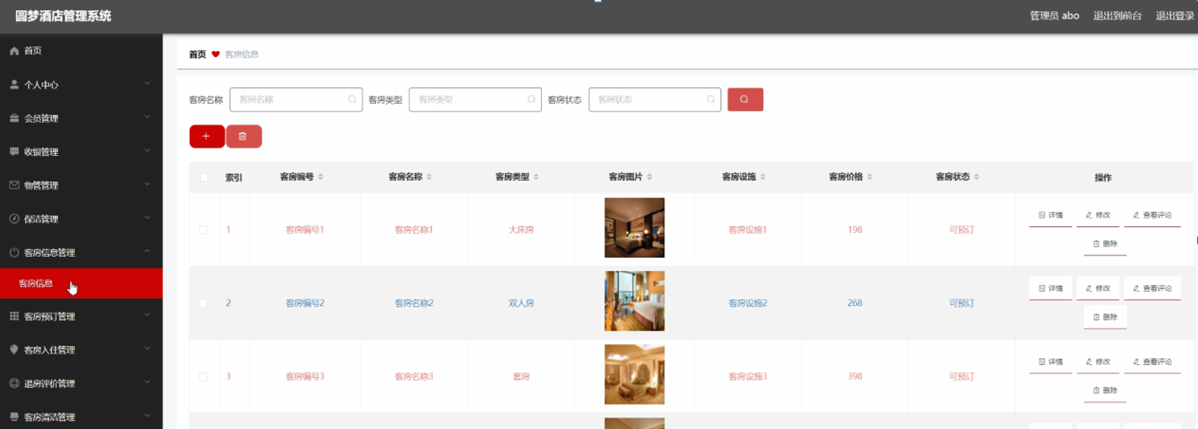 圆梦酒店管理系统 管理员 abo 退出到前台 退出登录
首页
个人中心
会员管理
收银管理
物管管理
保洁管理
客房信息管理
客房信息
客房预订管理
客房入住管理
退房评价管理
客房清洁管理
首页 客房信息
客房名称 客房名称 客房类型 客房类型 客房状态 客房状态
索引 客房编号 客房名称 客房类型 客房图片 客房设施 客房价格 客房状态 操作
1 客房编号1 客房名称1 大床房 客房设施1 198 可预订 详情 修改 查看评论
删除
2 客房编号2 客房名称2 双人房 客房设施2 268 可预订 详情 修改 查看评论
删除
3 客房编号3 客房名称3 套房 客房设施3 398 可预订 详情 修改 查看评论
删除